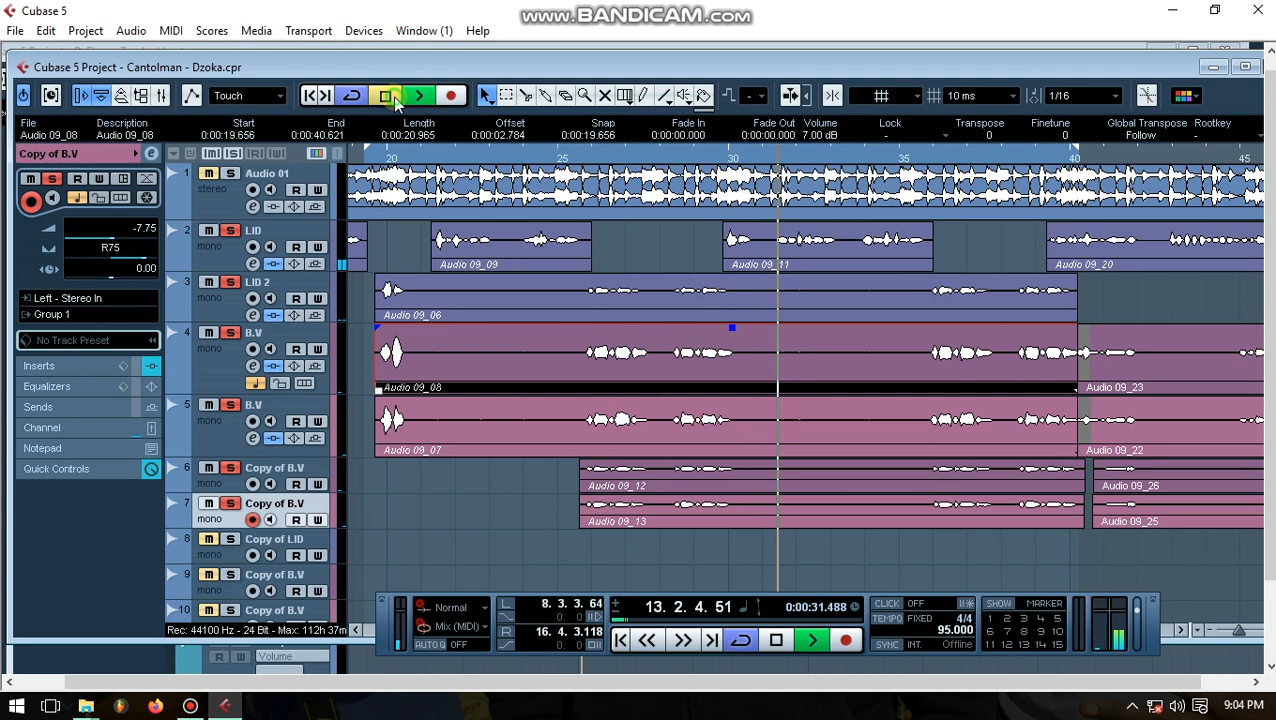 Cubase 5
www.BANDICAM.com
File Edit Project Audio MIDI Scores Media Transport Devices Window (1) Help
Cubase 5 Project - Cantolman - Dzoka.cpr
Touch 10 ms 1/16
File Description Start End Length Offset Snap Fade In Fade Out Volume Lock Transpose Finetune Global Transpose Rootkey
Audio 09_08 Audio 09_08 0:00:19.656 0:00:40.621 0:00:20.965 0:00:02.784 0:00:19.656 0:00:00.000 0:00:00.000 7.00 dB 0 0 Follow -
Copy of B.V
20 25 30 35 40 45
1 Audio 01
stereo
2 LID
mono
Audio 09_09 Audio 09_11 Audio 09_20
3 LID 2
mono
Audio 09_06
4 B.V
mono
Audio 09_08 Audio 09_23
5 B.V
mono
Audio 09_07 Audio 09_22
6 Copy of B.V
mono
Audio 09_12 Audio 09_26
7 Copy of B.V
mono
Audio 09_13 Audio 09_25
8 Copy of LID
mono
9 Copy of B.V
mono
10 Copy of B.V
-7.75
R75
0.00
Left - Stereo In
Group 1
No Track Preset
Inserts
Equalizers
Sends
Channel
Notepad
Quick Controls
Rec: 44100 Hz - 24 Bit - Max: 112h 37m
Normal
Mix (MIDI)
AUTO Q OFF
L 8. 3. 3. 64
0. 0. 0. 0
R 16. 4. 3.118
0. 0. 0. 0
13. 2. 4. 51 0:00:31.488
CLICK OFF
TEMPO FIXED 4/4
95.000
SYNC INT. Offline
SHOW MARKER
1 2 3 4 5
6 7 8 9 10
11 12 13 14 15
Volume
9:04 PM